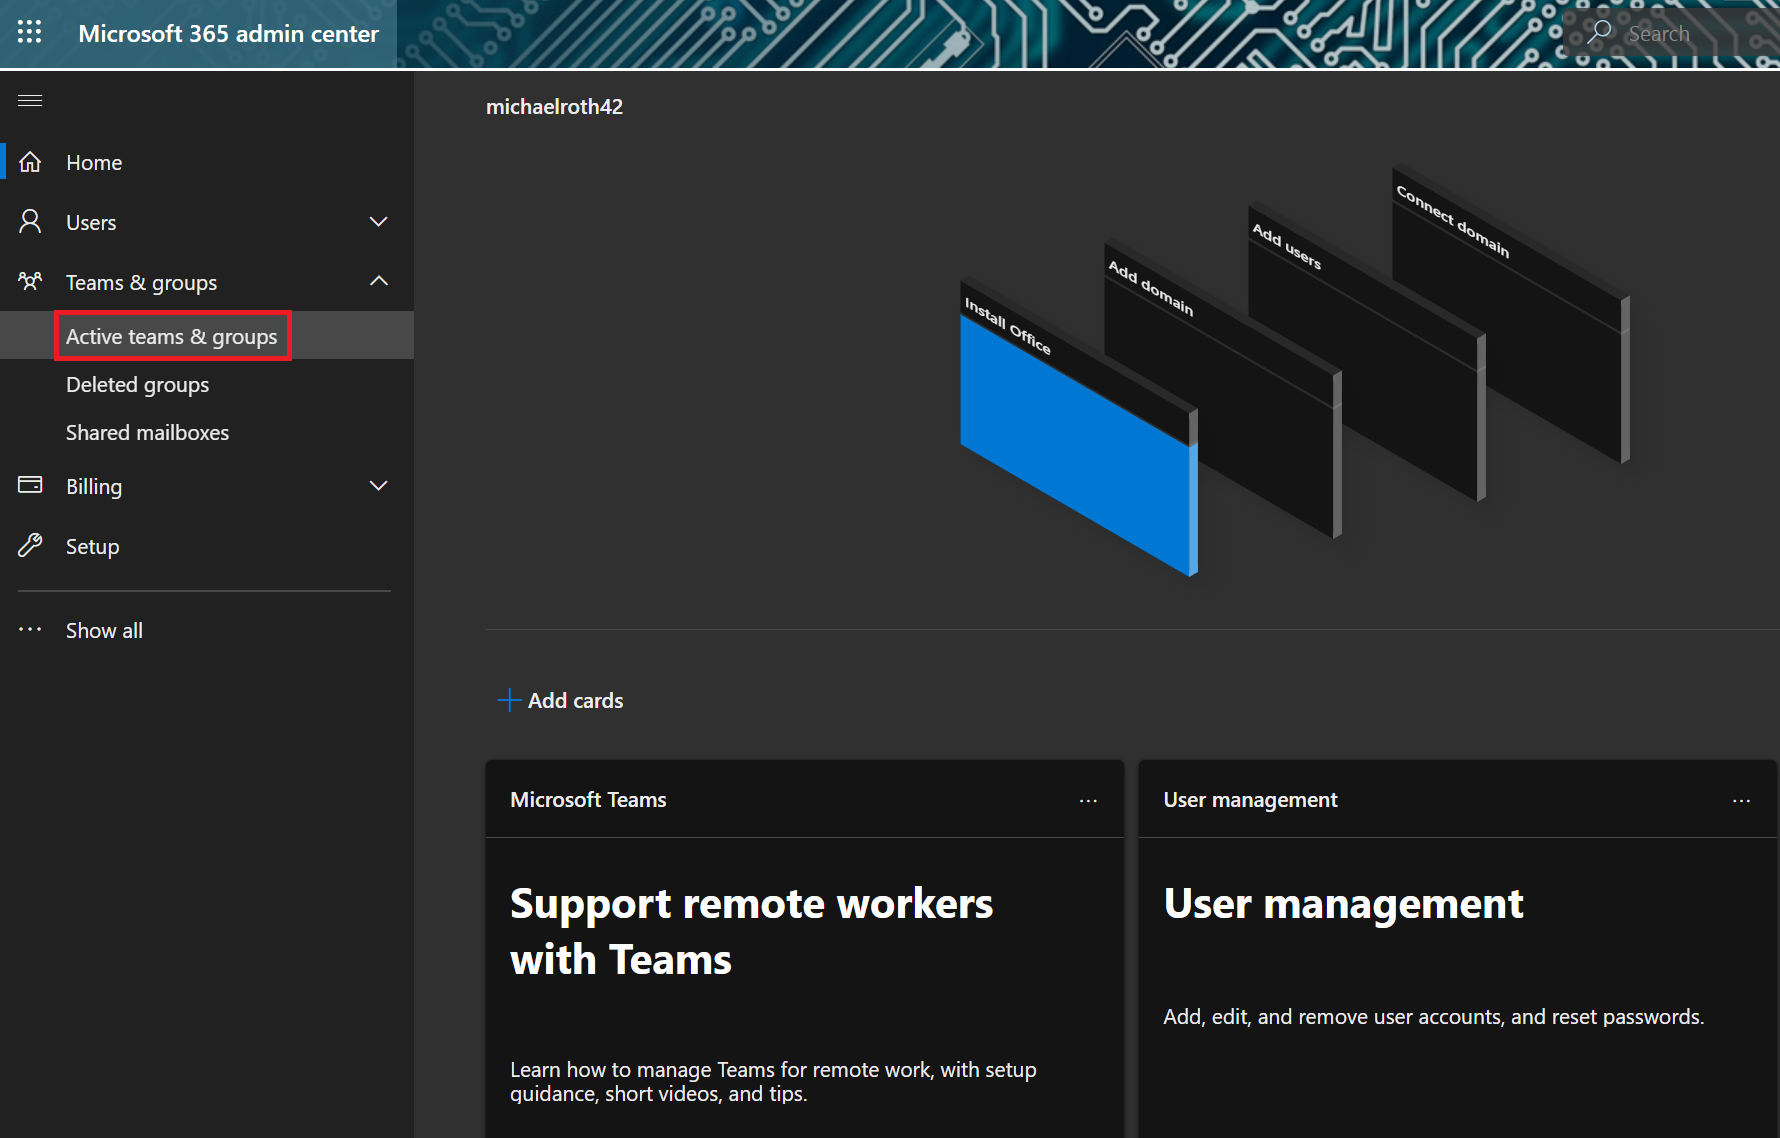 Microsoft 365 admin center
Search
michaelroth42
Home
Users
Teams & groups
Active teams & groups
Deleted groups
Shared mailboxes
Billing
Setup
Show all
Install Office
Add domain
Add users
Connect domain
Add cards
Microsoft Teams
Support remote workers
with Teams
Learn how to manage Teams for remote work, with setup
guidance, short videos, and tips.
User management
User management
Add, edit, and remove user accounts, and reset passwords.